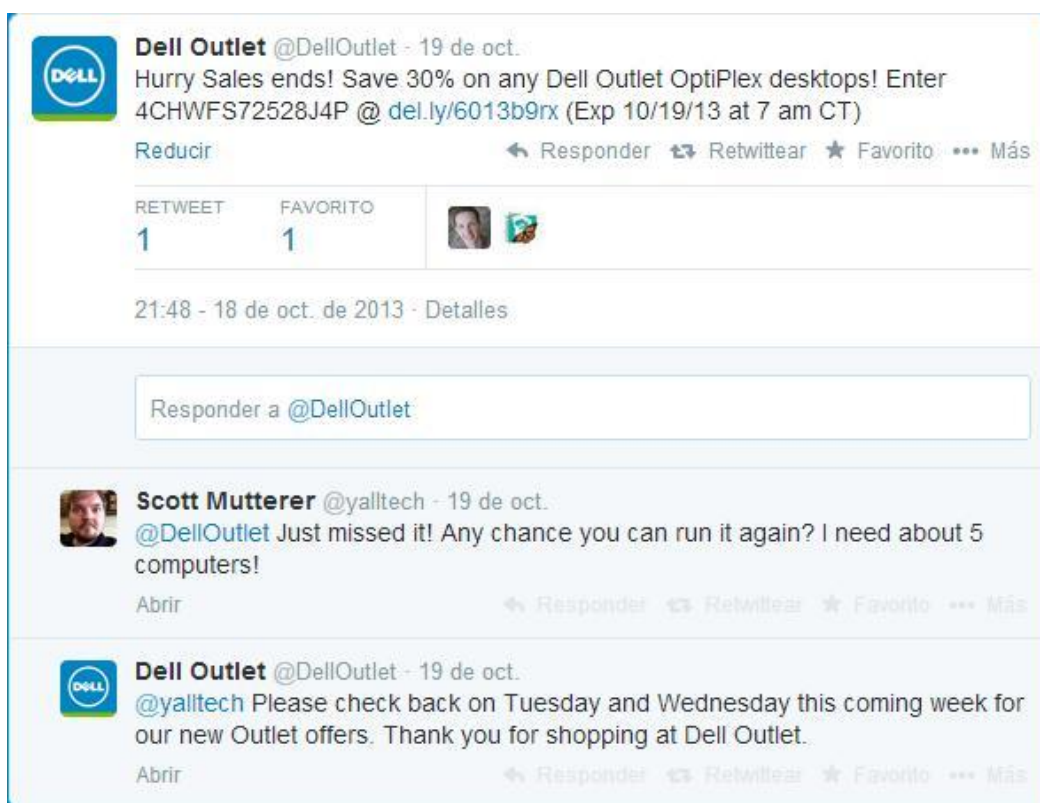 DELL
Dell Outlet @DellOutlet · 19 de oct.
Hurry Sales ends! Save 30% on any Dell Outlet OptiPlex desktops! Enter
4CHWFS72528J4P @ del.ly/6013b9rx (Exp 10/19/13 at 7 am CT)
Reducir Responder Retwittear Favorito ••• Más
RETWEET FAVORITO
1 1
21:48 - 18 de oct. de 2013 · Detalles
Responder a @DellOutlet
Scott Mutterer @yalltech · 19 de oct.
@DellOutlet Just missed it! Any chance you can run it again? I need about 5
computers!
Abrir Responder Retwittear Favorito ••• Más
DELL
Dell Outlet @DellOutlet · 19 de oct.
@yalltech Please check back on Tuesday and Wednesday this coming week for
our new Outlet offers. Thank you for shopping at Dell Outlet.
Abrir Responder Retwittear Favorito ••• Más